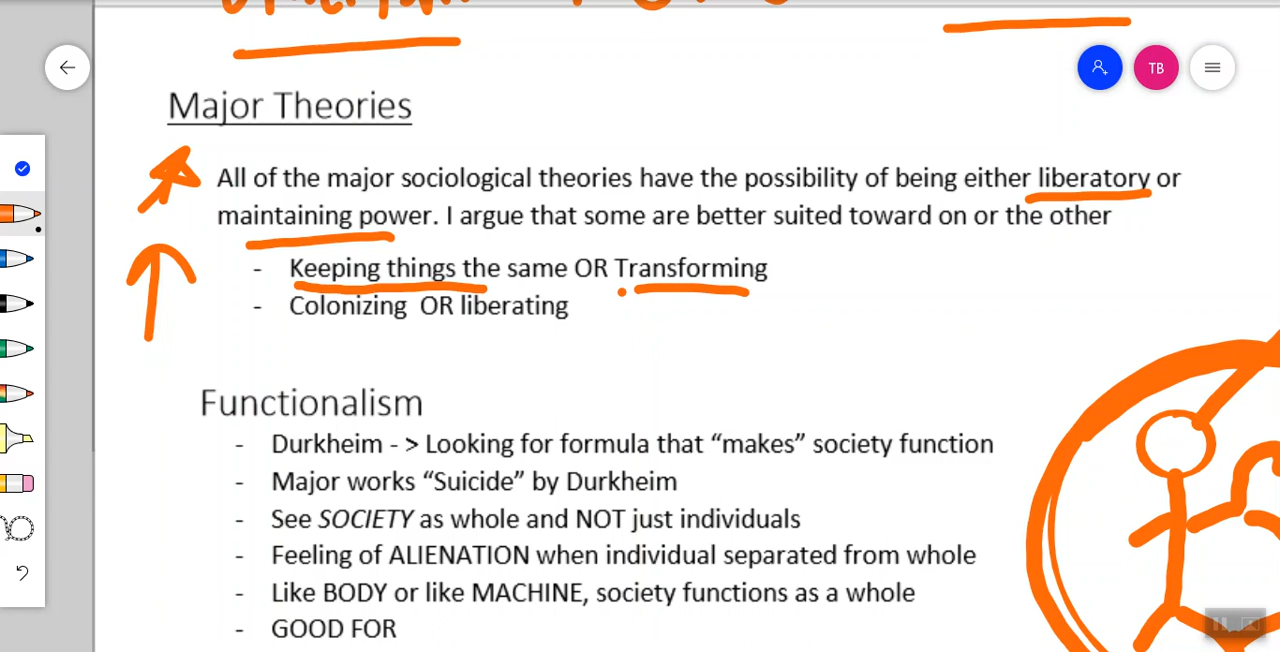 TB
Major Theories
All of the major sociological theories have the possibility of being either liberatory or
maintaining power. I argue that some are better suited toward on or the other
- Keeping things the same OR Transforming
- Colonizing OR liberating
Functionalism
- Durkheim - > Looking for formula that “makes” society function
- Major works “Suicide” by Durkheim
- See SOCIETY as whole and NOT just individuals
- Feeling of ALIENATION when individual separated from whole
- Like BODY or like MACHINE, society functions as a whole
- GOOD FOR